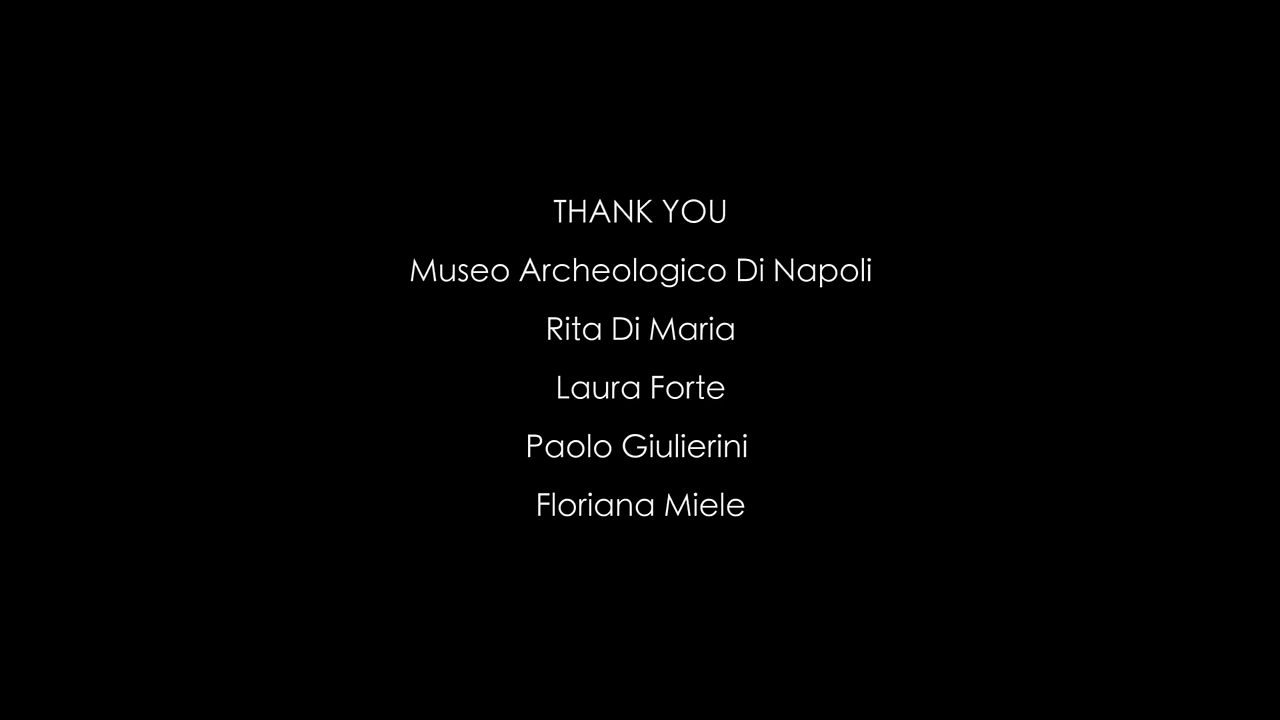 THANK YOU
Museo Archeologico Di Napoli
Rita Di Maria
Laura Forte
Paolo Giulierini
Floriana Miele